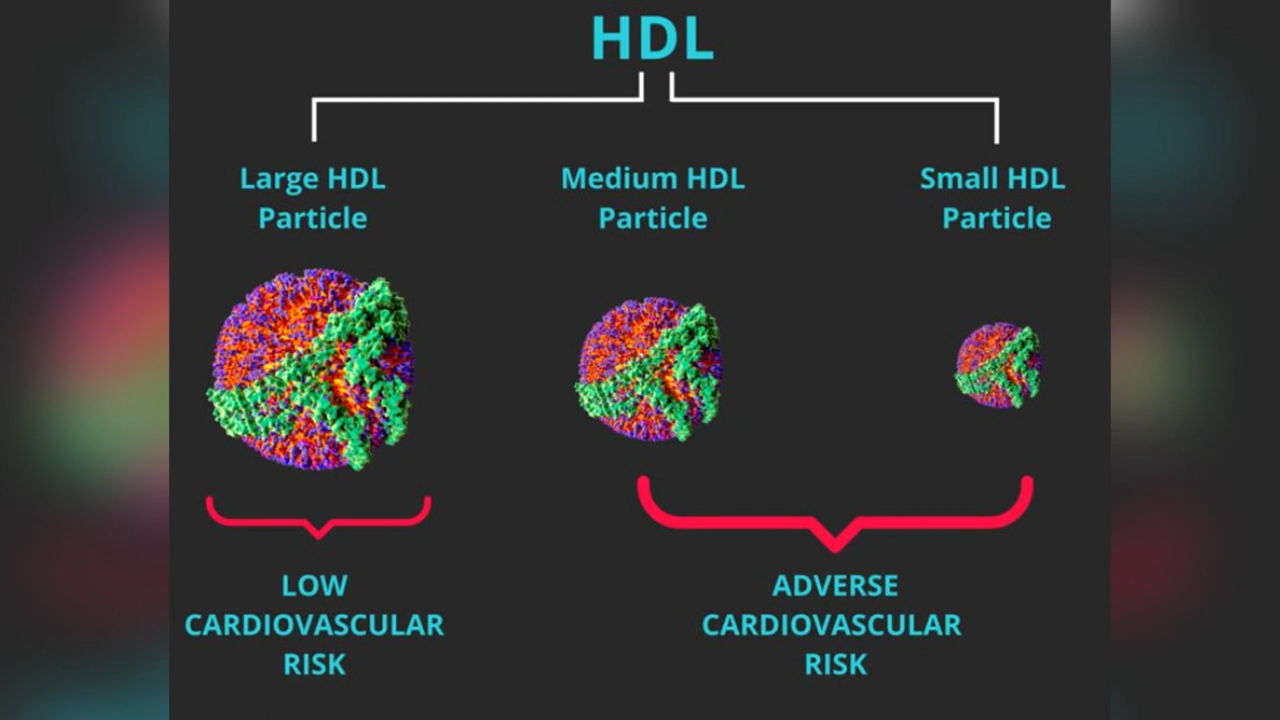 HDL
Large HDL
Particle
Medium HDL
Particle
Small HDL
Particle
LOW
CARDIOVASCULAR
RISK
ADVERSE
CARDIOVASCULAR
RISK